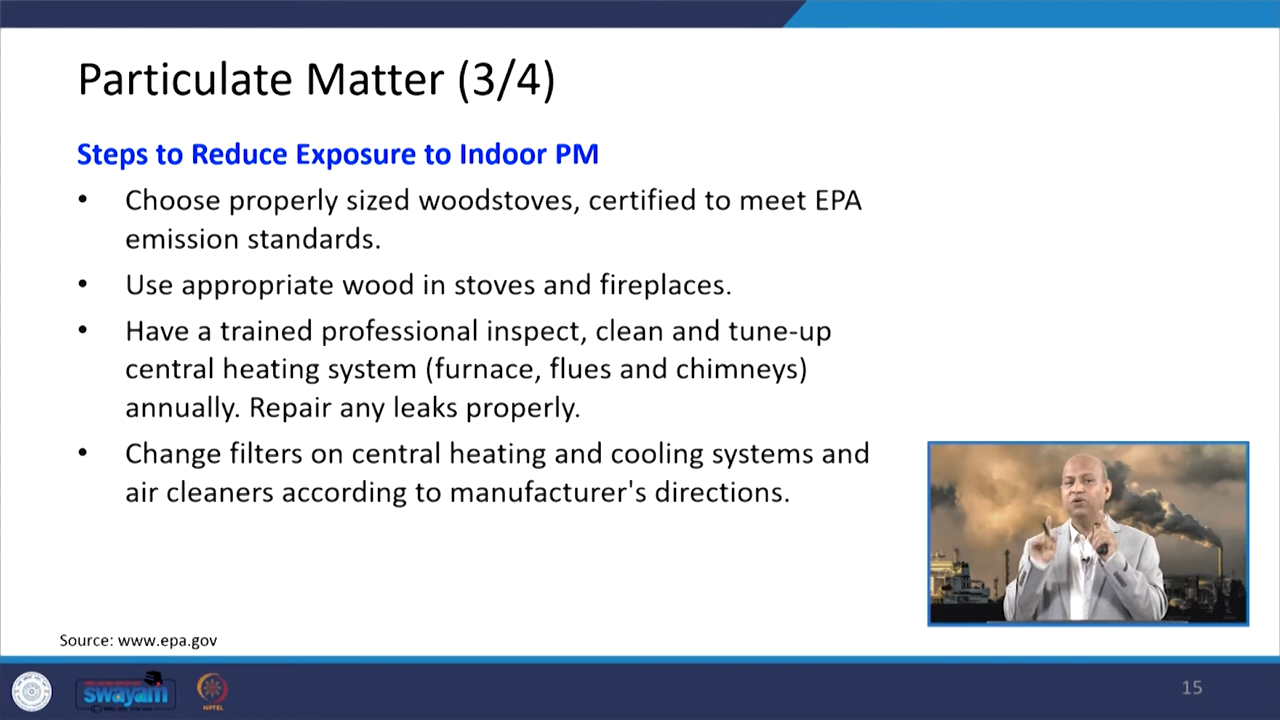 Particulate Matter (3/4)
Steps to Reduce Exposure to Indoor PM
• Choose properly sized woodstoves, certified to meet EPA
emission standards.
• Use appropriate wood in stoves and fireplaces.
• Have a trained professional inspect, clean and tune-up
central heating system (furnace, flues and chimneys)
annually. Repair any leaks properly.
• Change filters on central heating and cooling systems and
air cleaners according to manufacturer's directions.
Source: www.epa.gov
swayam
NPTEL
15